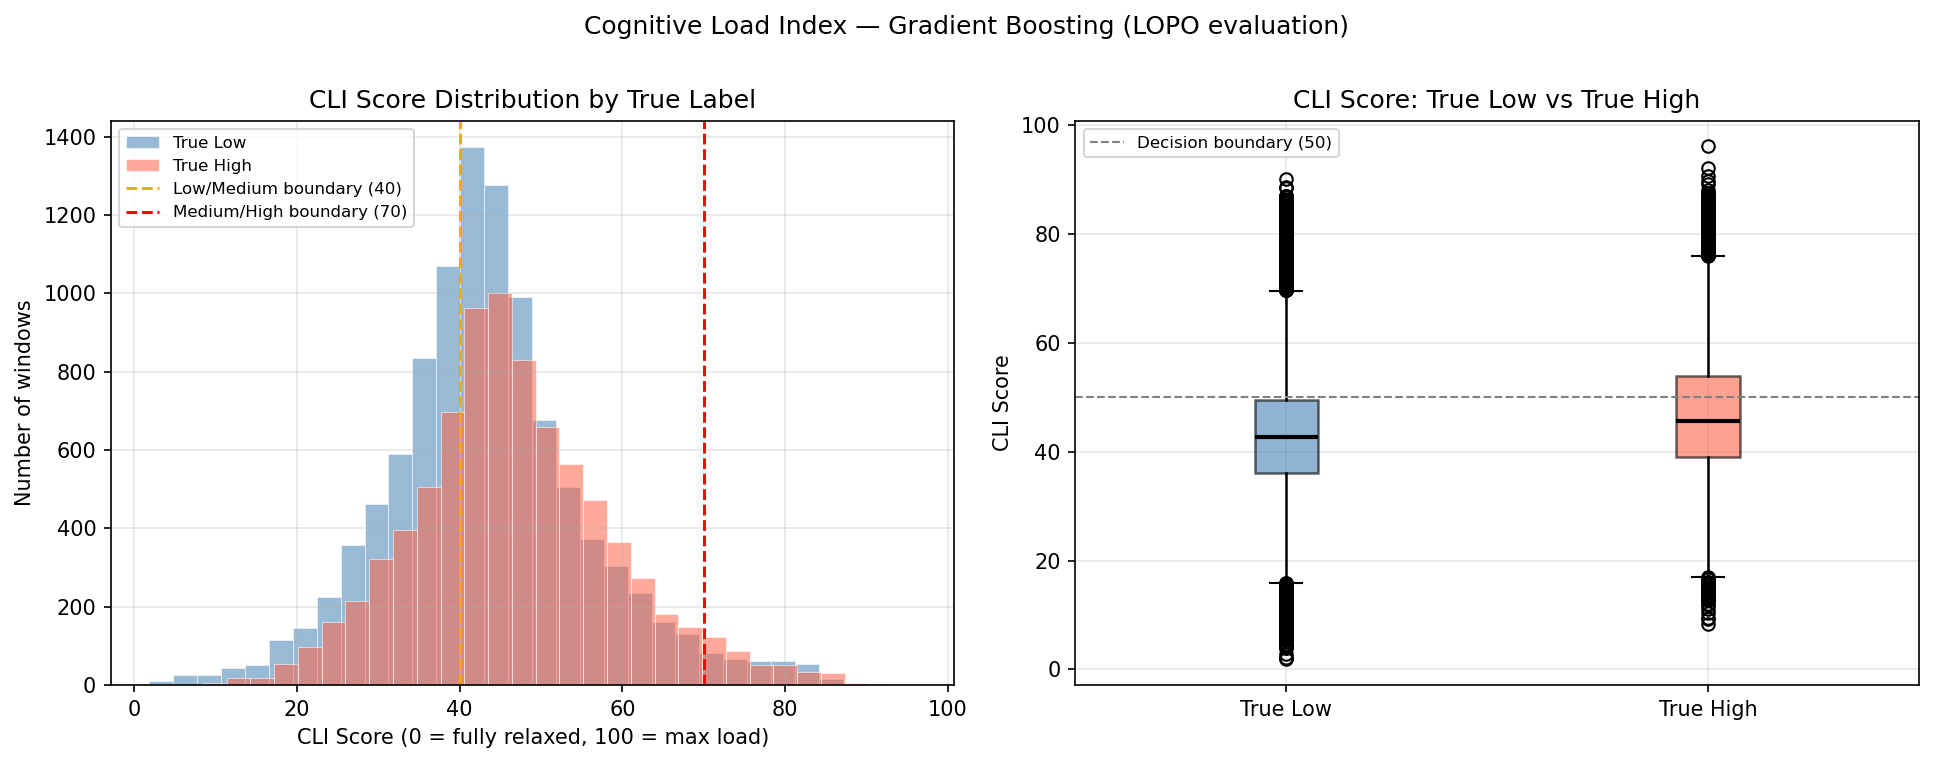 Cognitive Load Index — Gradient Boosting (LOPO evaluation)
CLI Score Distribution by True Label
True Low
True High
Low/Medium boundary (40)
Medium/High boundary (70)
Number of windows
1400
1200
1000
800
600
400
200
0
0 20 40 60 80 100
CLI Score (0 = fully relaxed, 100 = max load)
CLI Score: True Low vs True High
Decision boundary (50)
CLI Score
100
80
60
40
20
0
True Low True High